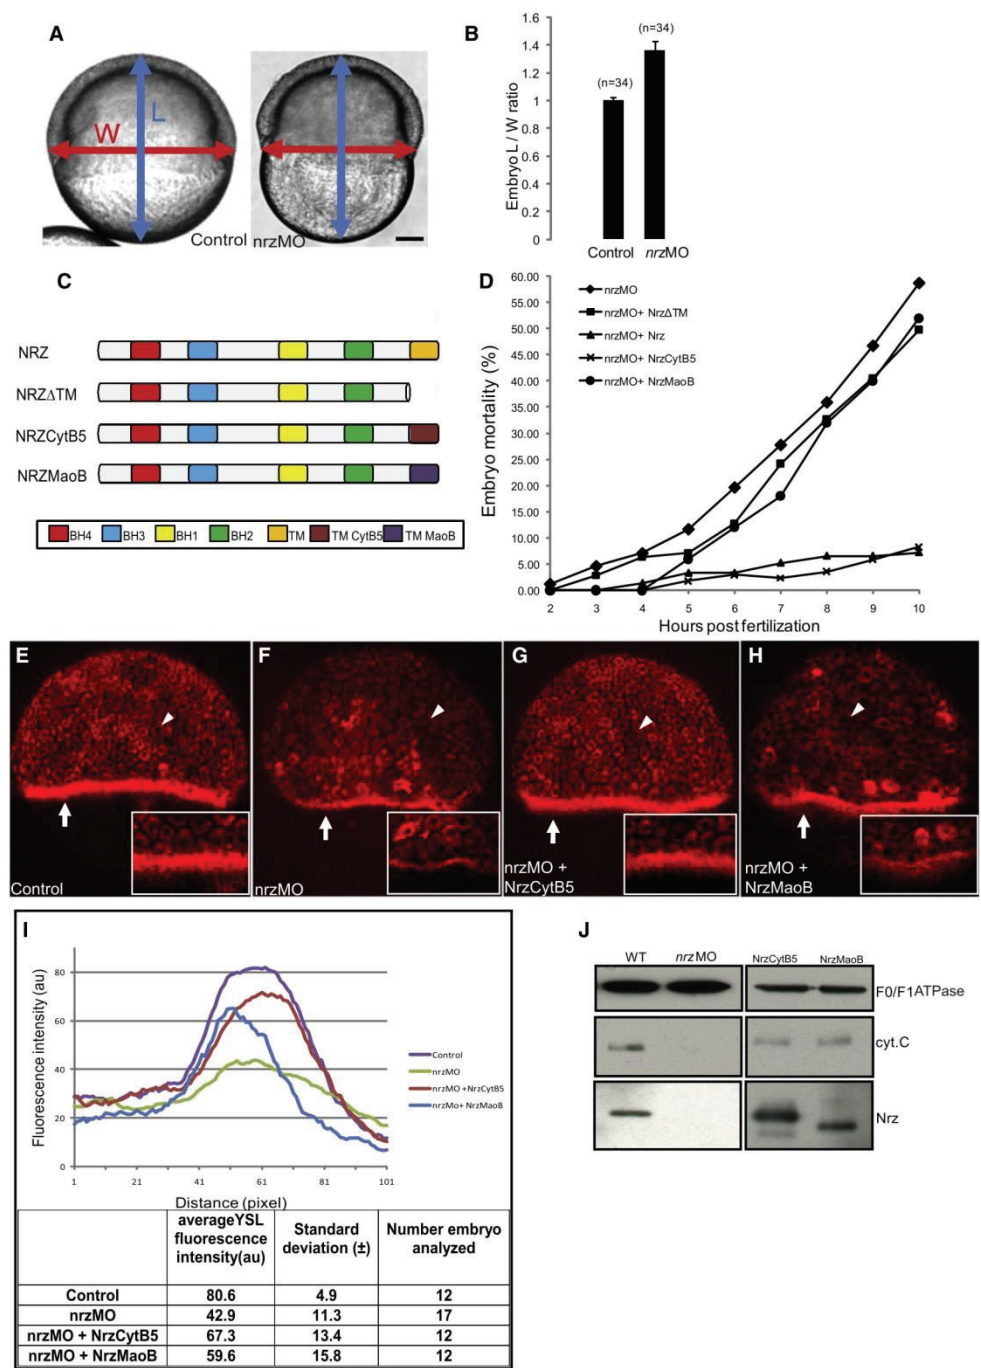 A
W
L
Control
nrzMO
B
Embryo L / W ratio
1.6
1.4
1.2
1
0.8
0.6
0.4
0.2
0
(n=34)
(n=34)
Control
nrzMO
C
NRZ
NRZΔTM
NRZCytB5
NRZMaoB
BH4 BH3 BH1 BH2 TM TM CytB5 TM MaoB
D
Embryo mortality (%)
60.00
55.00
50.00
45.00
40.00
35.00
30.00
25.00
20.00
15.00
10.00
5.00
0.00
nrzMO
nrzMO+ NrzΔTM
nrzMO+ Nrz
nrzMO+ NrzCytB5
nrzMO+ NrzMaoB
2 3 4 5 6 7 8 9 10
Hours post fertilization
E
Control
F
nrzMO
G
nrzMO +
NrzCytB5
H
nrzMO +
NrzMaoB
I
Fluorescence intensity (au)
80
60
40
20
0
1 21 41 61 81 101
Distance (pixel)
Control
nrzMO
nrzMO +NrzCytB5
nrzMo+ NrzMaoB
averageYSL
fluorescence
intensity(au)
Standard
deviation (±)
Number embryo
analyzed
Control 80.6 4.9 12
nrzMO 42.9 11.3 17
nrzMO + NrzCytB5 67.3 13.4 12
nrzMO + NrzMaoB 59.6 15.8 12
J
WT nrzMO NrzCytB5 NrzMaoB
F0/F1ATPase
cyt.C
Nrz